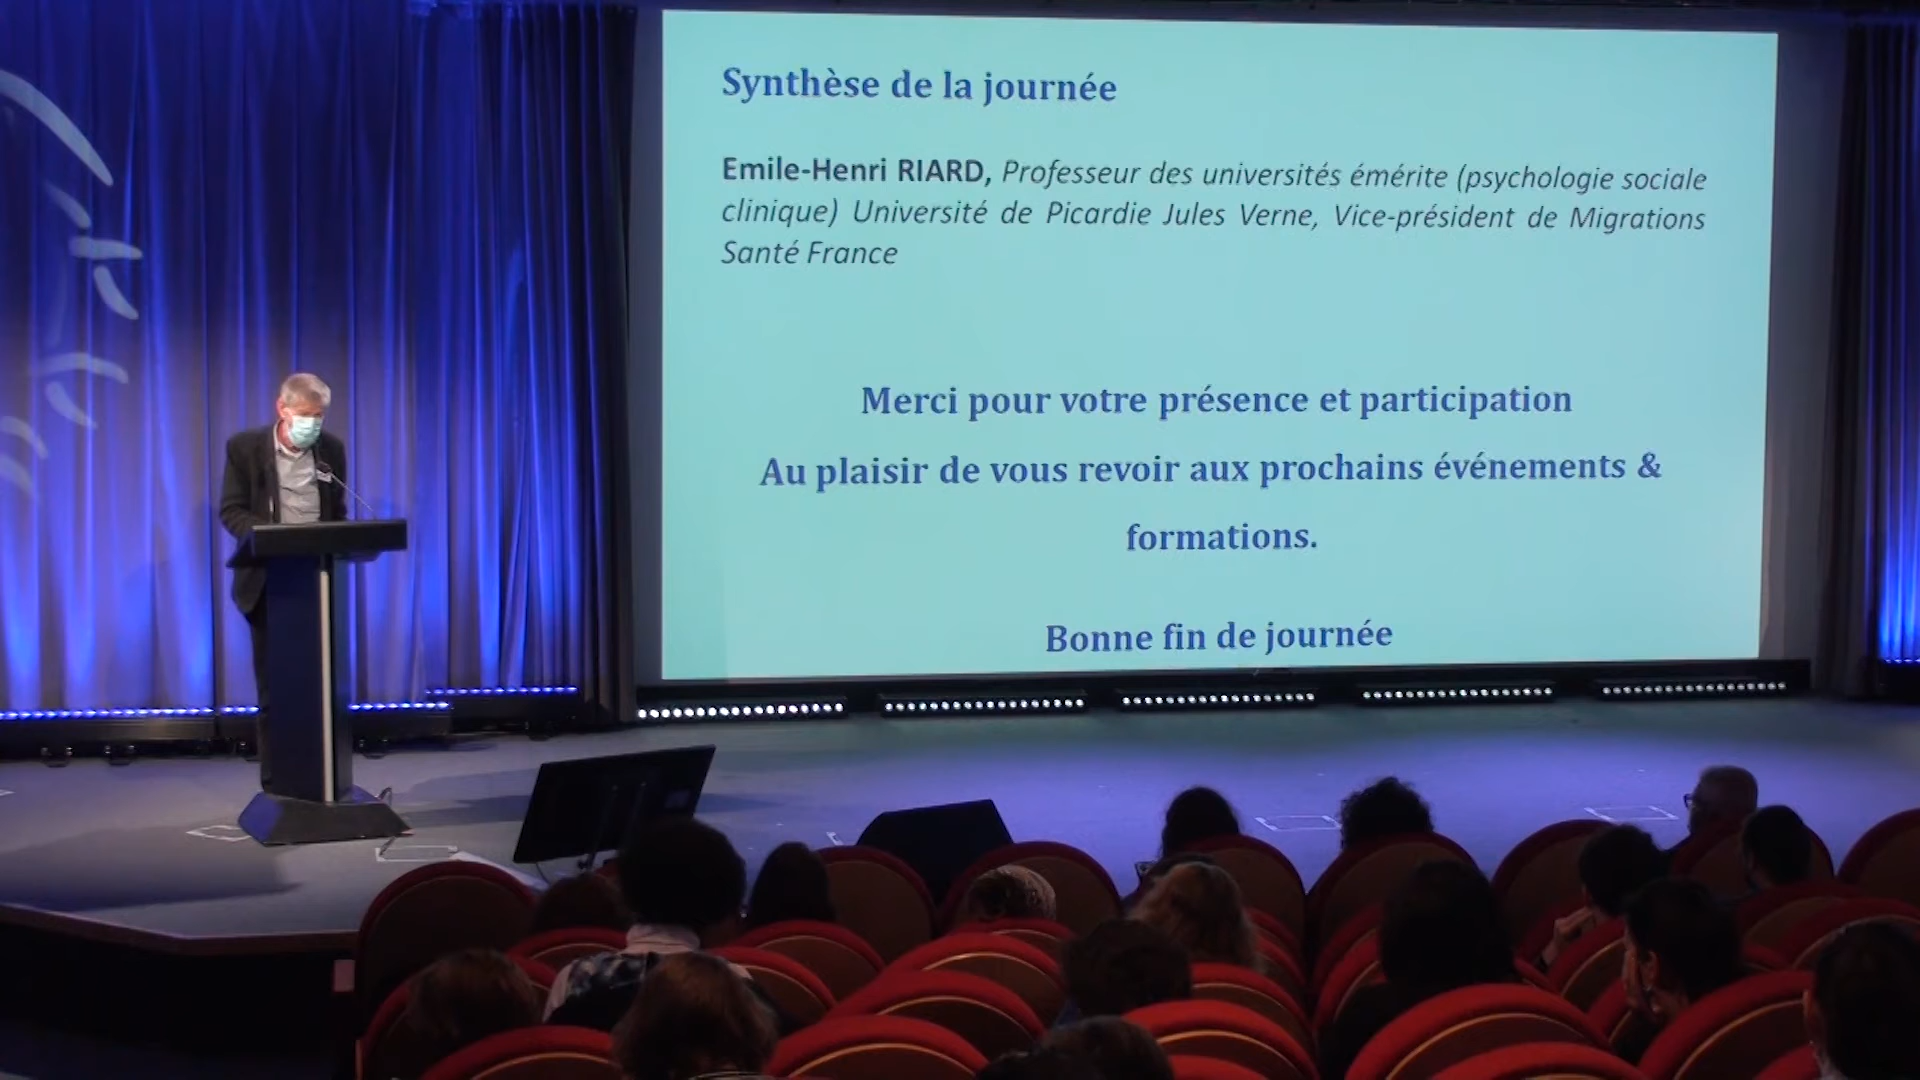 Synthèse de la journée
Emile-Henri RIARD, Professeur des universités émérite (psychologie sociale
clinique) Université de Picardie Jules Verne, Vice-président de Migrations
Santé France
Merci pour votre présence et participation
Au plaisir de vous revoir aux prochains événements &
formations.
Bonne fin de journée